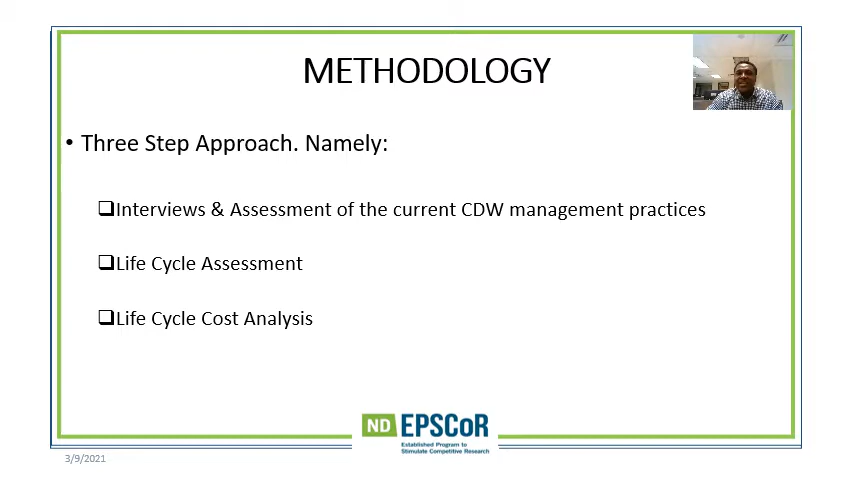 METHODOLOGY
• Three Step Approach. Namely:
❑Interviews & Assessment of the current CDW management practices
❑Life Cycle Assessment
❑Life Cycle Cost Analysis
ND EPSCoR
Established Program to
Stimulate Competitive Research
3/9/2021